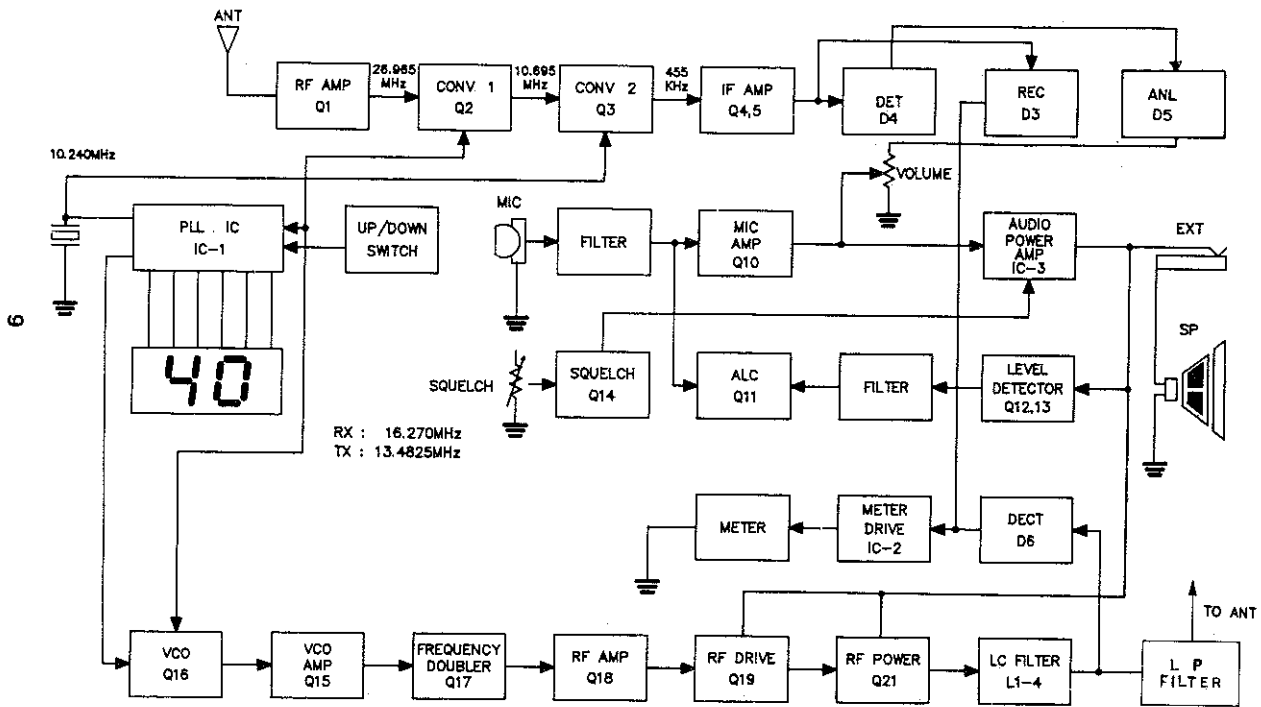 ANT
RF AMP
Q1
26.965
MHz
CONV. 1
Q2
10.695
MHz
CONV 2
Q3
455
KHz
IF AMP
Q4,5
DET
D4
REC
D3
ANL
D5
10.240MHz
PLL . IC
IC-1
UP/DOWN
SWITCH
MIC
FILTER
MIC
AMP
Q10
VOLUME
AUDIO
POWER
AMP
IC-3
EXT
6
40
SQUELCH
SQUELCH
Q14
ALC
Q11
FILTER
LEVEL
DETECTOR
Q12,13
SP
RX : 16.270MHz
TX : 13.4825MHz
METER
METER
DRIVE
IC-2
DECT
D6
TO ANT
VCO
Q16
VCO
AMP
Q15
FREQUENCY
DOUBLER
Q17
RF AMP
Q18
RF DRIVE
Q19
RF POWER
Q21
LC FILTER
L1-4
L P
FILTER